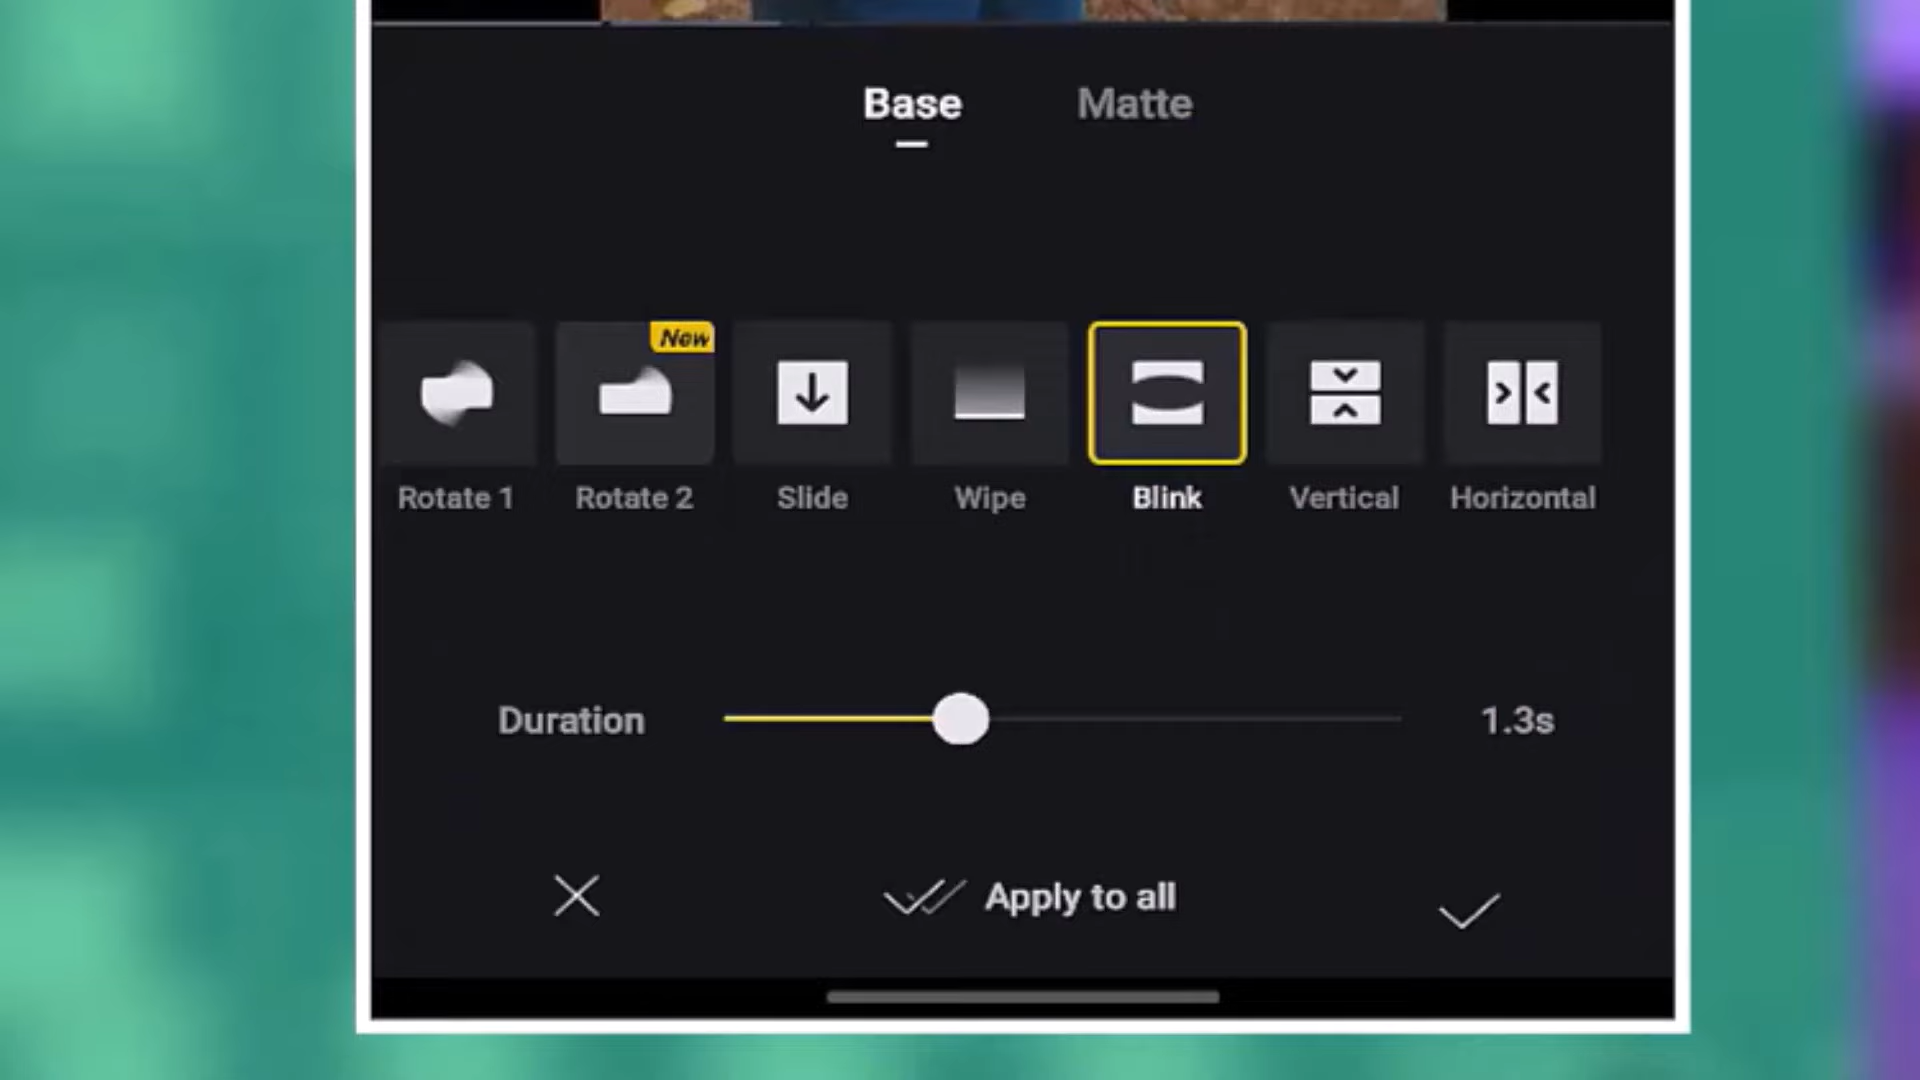 Base Matte
New
Rotate 1 Rotate 2 Slide Wipe Blink Vertical Horizontal
Duration 1.3s
Apply to all